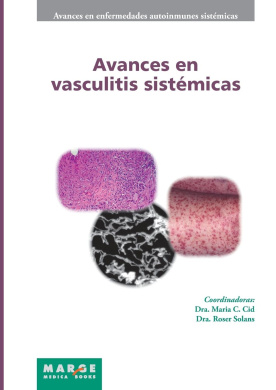 Avances en enfermedades autoinmunes sistémicas
Avances en
vasculitis sistémicas
Coordinadoras:
Dra. Maria C. Cid
Dra. Roser Solans
MARGE
MEDICA BOOKS